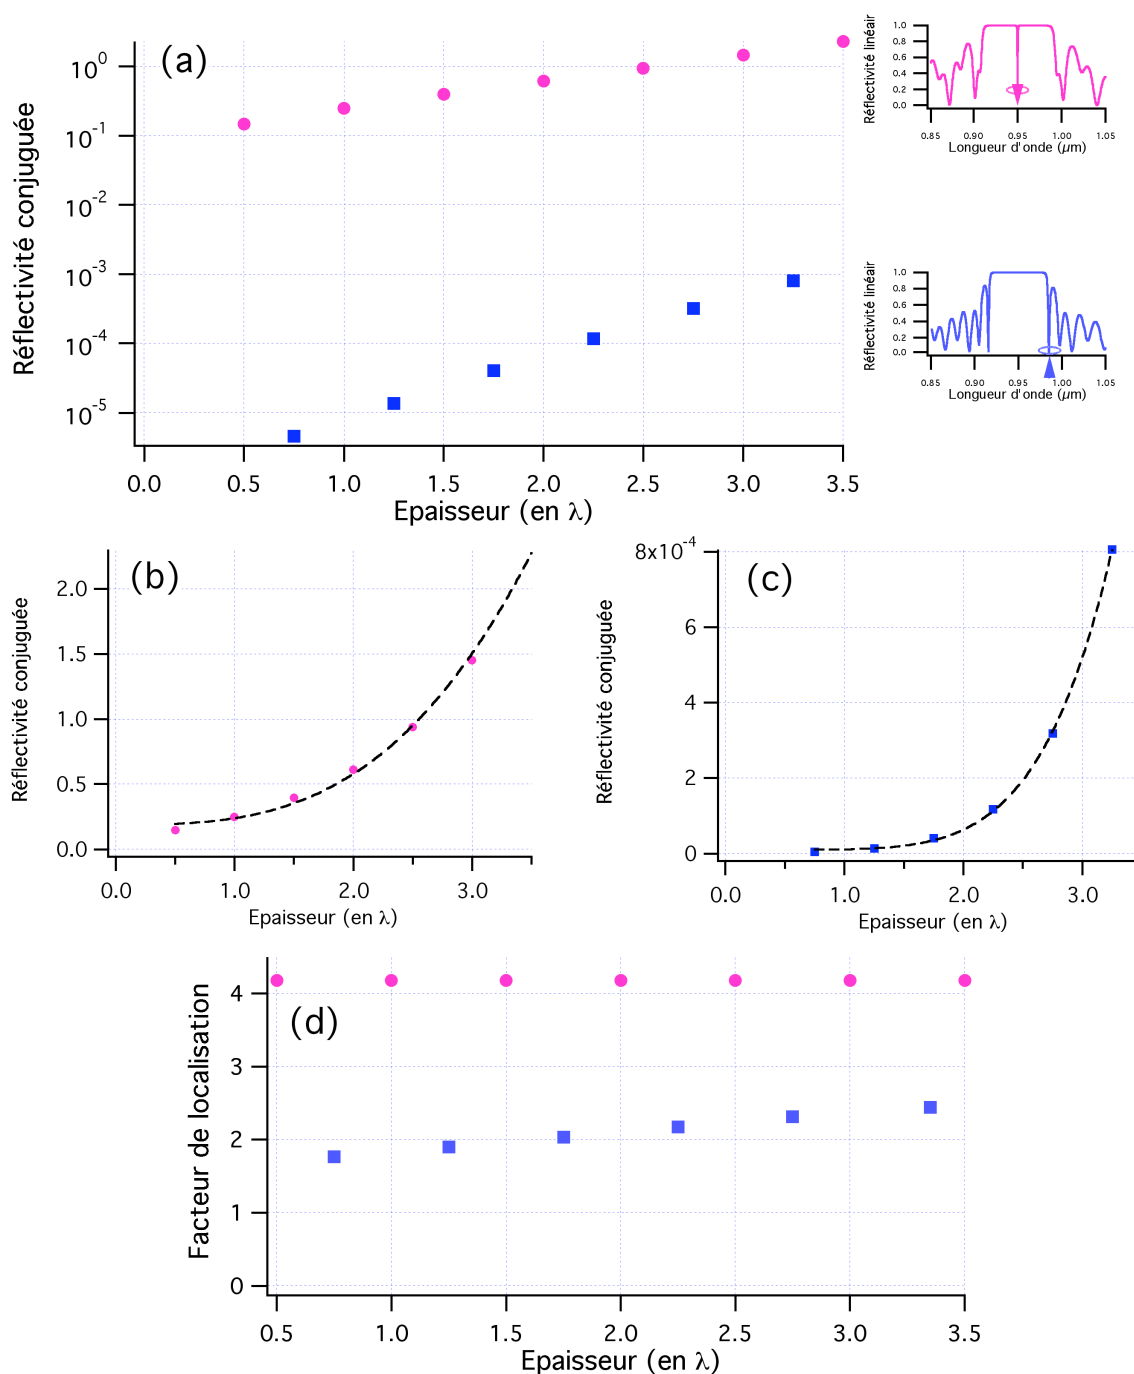 (a)
Réflectivité conjuguée
10^0
10^-1
10^-2
10^-3
10^-4
10^-5
0.0 0.5 1.0 1.5 2.0 2.5 3.0 3.5
Epaisseur (en λ)
Réflectivité linéair
1.0
0.8
0.6
0.4
0.2
0.0
0.85 0.90 0.95 1.00 1.05
Longueur d'onde (µm)
Réflectivité linéair
1.0
0.8
0.6
0.4
0.2
0.0
0.85 0.90 0.95 1.00 1.05
Longueur d'onde (µm)
(b)
Réflectivité conjuguée
2.0
1.5
1.0
0.5
0.0
0.0 1.0 2.0 3.0
Epaisseur (en λ)
(c)
Réflectivité conjuguée
8x10^-4
6
4
2
0
0.0 1.0 2.0 3.0
Epaisseur (en λ)
(d)
Facteur de localisation
4
3
2
1
0
0.5 1.0 1.5 2.0 2.5 3.0 3.5
Epaisseur (en λ)